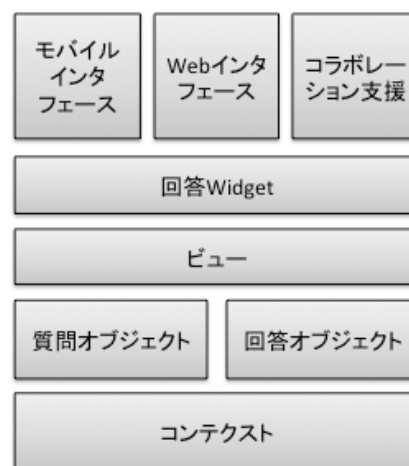 モバイル
インタ
フェース
Webインタ
フェース
コラボレー
ション支援
回答Widget
ビュー
質問オブジェクト
回答オブジェクト
コンテクスト